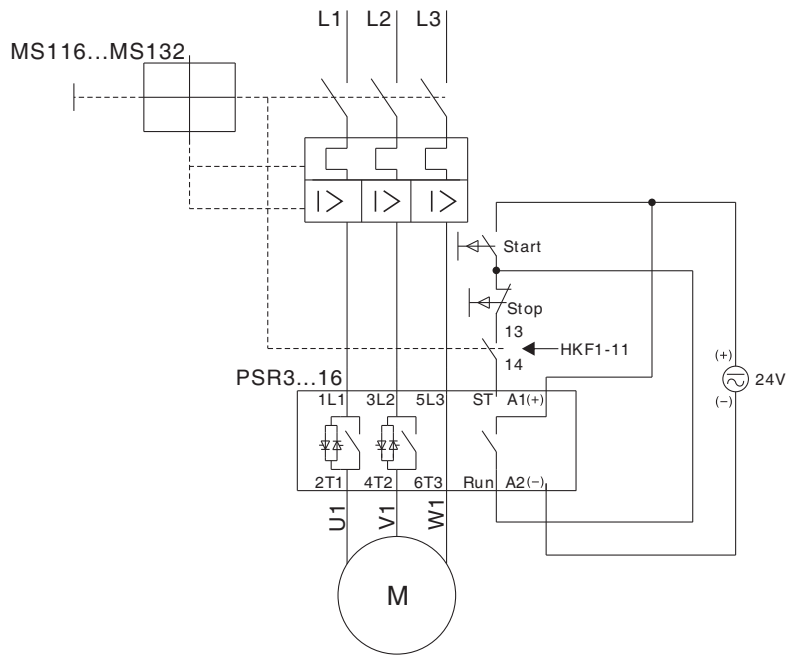 L1 L2 L3
MS116...MS132
Start
Stop
13
HKF1-11
14
(+)
24V
(−)
PSR3...16
1L1 3L2 5L3 ST A1(+)
2T1 4T2 6T3 Run A2(−)
U1 V1 W1
M